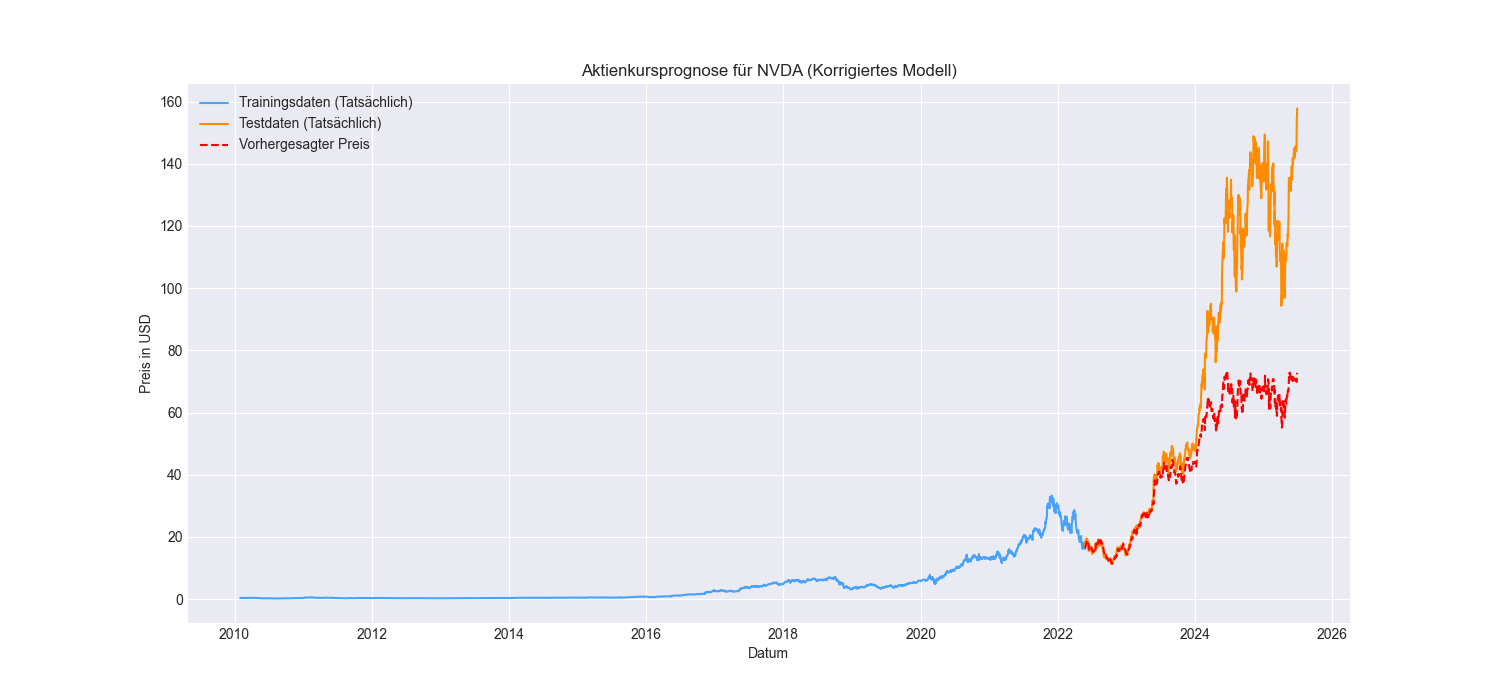 Aktienkursprognose für NVDA (Korrigiertes Modell)
Trainingsdaten (Tatsächlich)
Testdaten (Tatsächlich)
Vorhergesagter Preis
160
140
120
100
80
60
40
20
0
Preis in USD
2010 2012 2014 2016 2018 2020 2022 2024 2026
Datum